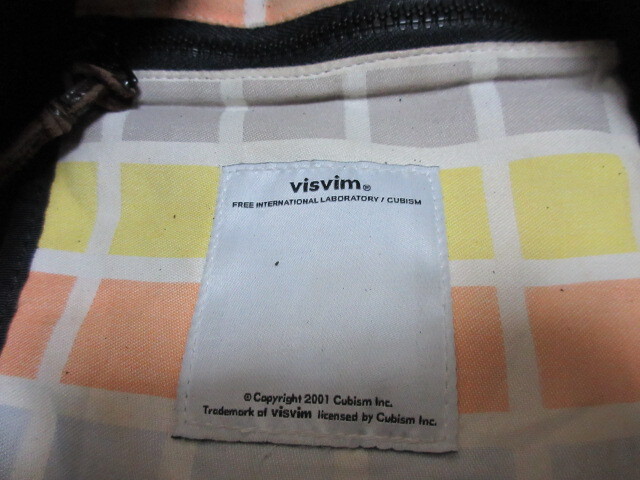 visvim®
FREE INTERNATIONAL LABORATORY / CUBISM
© Copyright 2001 Cubism Inc.
Trademark of visvim licensed by Cubism Inc.